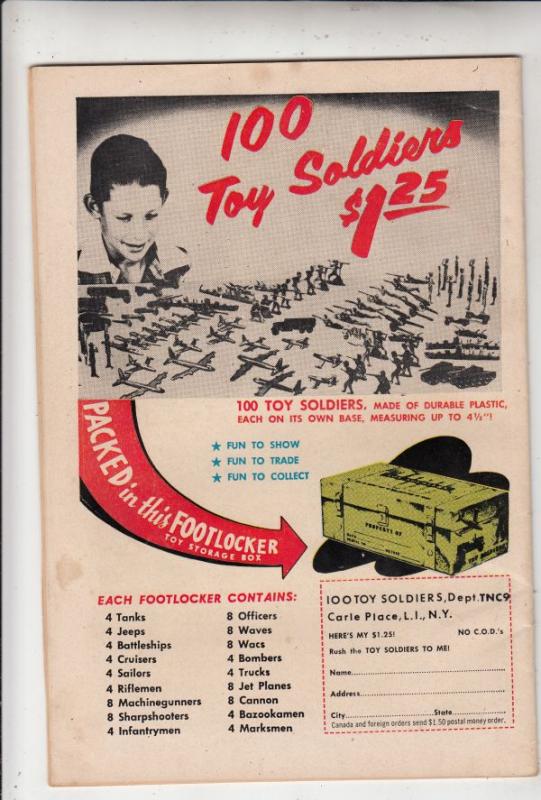 100
Toy Soldiers
$1.25
100 TOY SOLDIERS, MADE OF DURABLE PLASTIC,
EACH ON ITS OWN BASE, MEASURING UP TO 4½"!
★ FUN TO SHOW
★ FUN TO TRADE
★ FUN TO COLLECT
PACKED in this FOOTLOCKER
TOY STORAGE BOX
PROPERTY OF
EACH FOOTLOCKER CONTAINS:
4 Tanks
4 Jeeps
4 Battleships
4 Cruisers
4 Sailors
4 Riflemen
8 Machinegunners
8 Sharpshooters
4 Infantrymen
8 Officers
8 Waves
8 Wacs
4 Bombers
4 Trucks
8 Jet Planes
8 Cannon
4 Bazookamen
4 Marksmen
100 TOY SOLDIERS, Dept. TNC9
Carle Place, L.I., N.Y.
HERE'S MY $1.25! NO C.O.D.'s
Rush the TOY SOLDIERS TO ME!
Name
Address
City State
Canada and foreign orders send $1.50 postal money order.